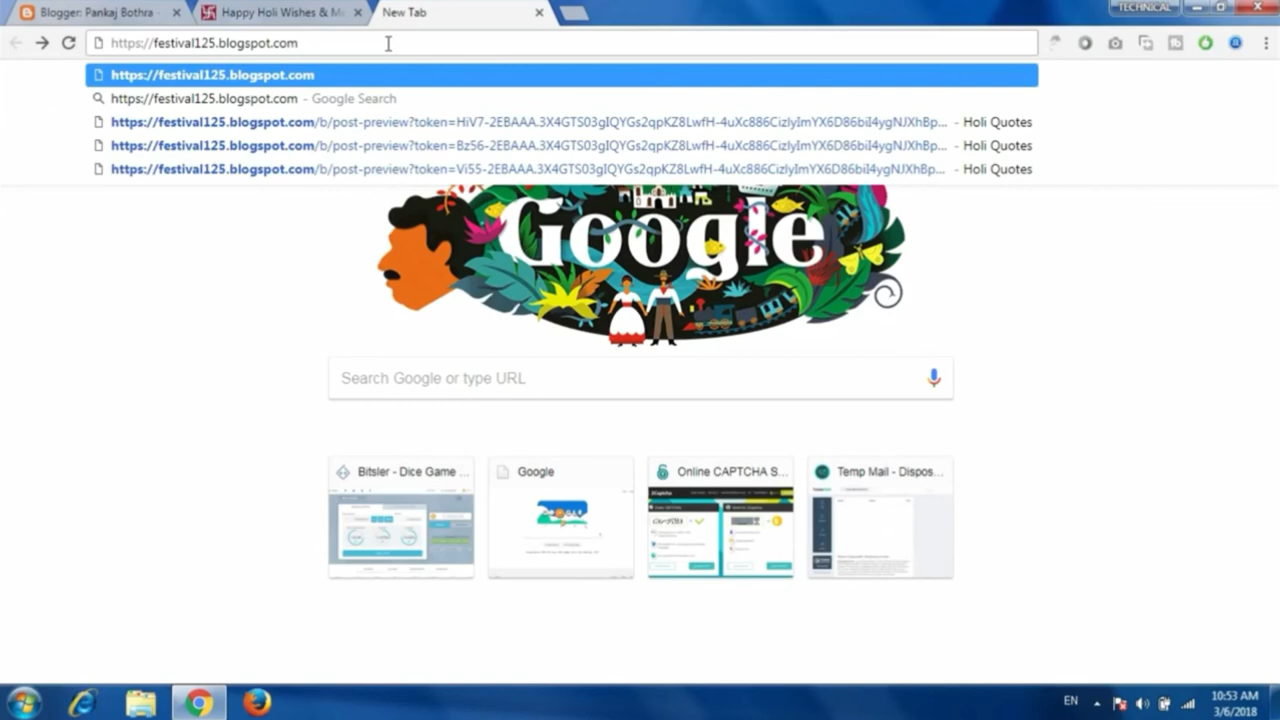 Blogger: Pankaj Bothra
Happy Holi Wishes & Me
New Tab
TECHNICAL
https://festival125.blogspot.com
https://festival125.blogspot.com
https://festival125.blogspot.com - Google Search
https://festival125.blogspot.com/b/post-preview?token=HiV7-2EBAAA.3X4GTS03gIQYGs2qpKZ8LwfH-4uXc886CizlyImYX6D86biI4ygNJXhBp... - Holi Quotes
https://festival125.blogspot.com/b/post-preview?token=Bz56-2EBAAA.3X4GTS03gIQYGs2qpKZ8LwfH-4uXc886CizlyImYX6D86biI4ygNJXhBp... - Holi Quotes
https://festival125.blogspot.com/b/post-preview?token=Vi55-2EBAAA.3X4GTS03gIQYGs2qpKZ8LwfH-4uXc886CizlyImYX6D86biI4ygNJXhBp... - Holi Quotes
Google
Search Google or type URL
Bitsler - Dice Game ...
Google
Online CAPTCHA S...
Temp Mail - Dispos...
EN
10:53 AM
3/6/2018